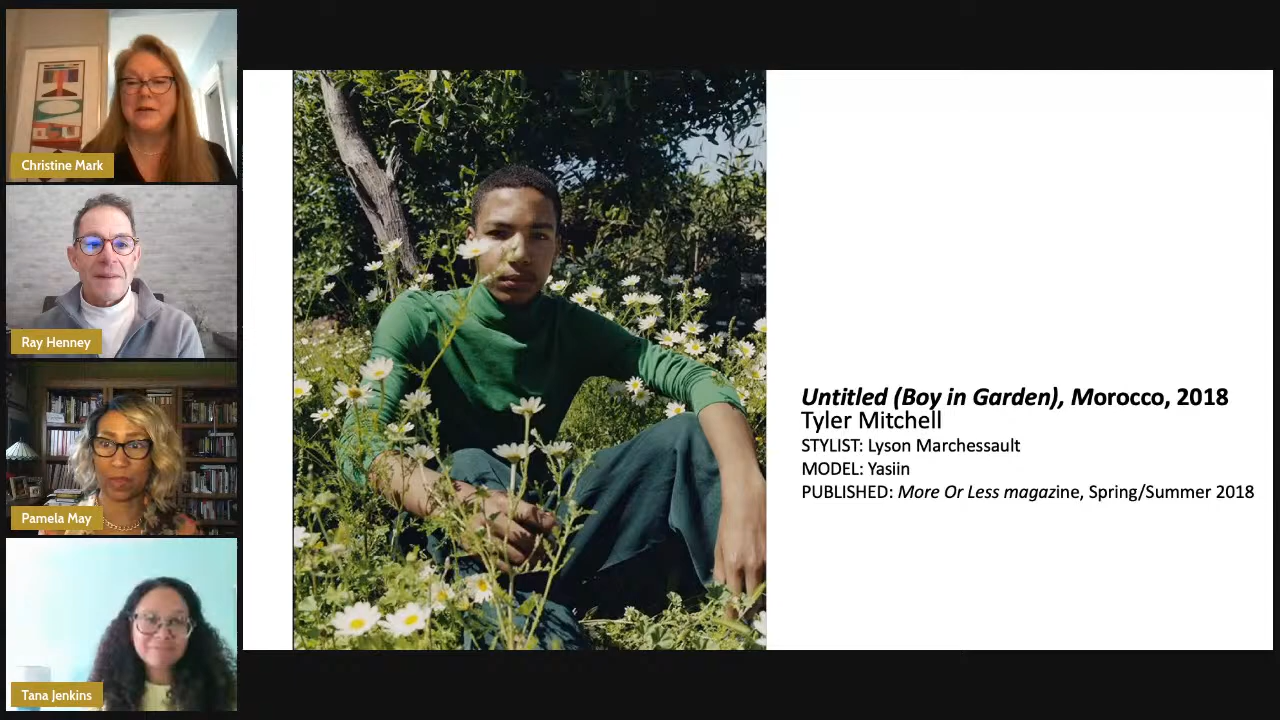 Christine Mark
Ray Henney
Pamela May
Tana Jenkins
Untitled (Boy in Garden), Morocco, 2018
Tyler Mitchell
STYLIST: Lyson Marchessault
MODEL: Yasiin
PUBLISHED: More Or Less magazine, Spring/Summer 2018